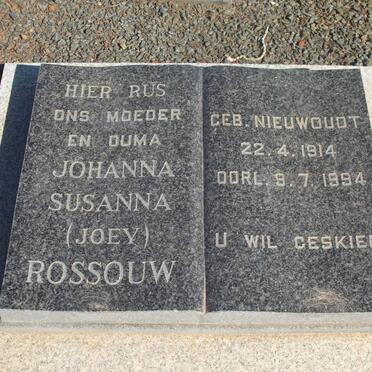 HIER RUS
ONS MOEDER
EN OUMA
JOHANNA
SUSANNA
(JOEY)
ROSSOUW
GEB. NIEUWOUDT
22.4.1914
OORL. 9.7.1994
U WIL GESKIED